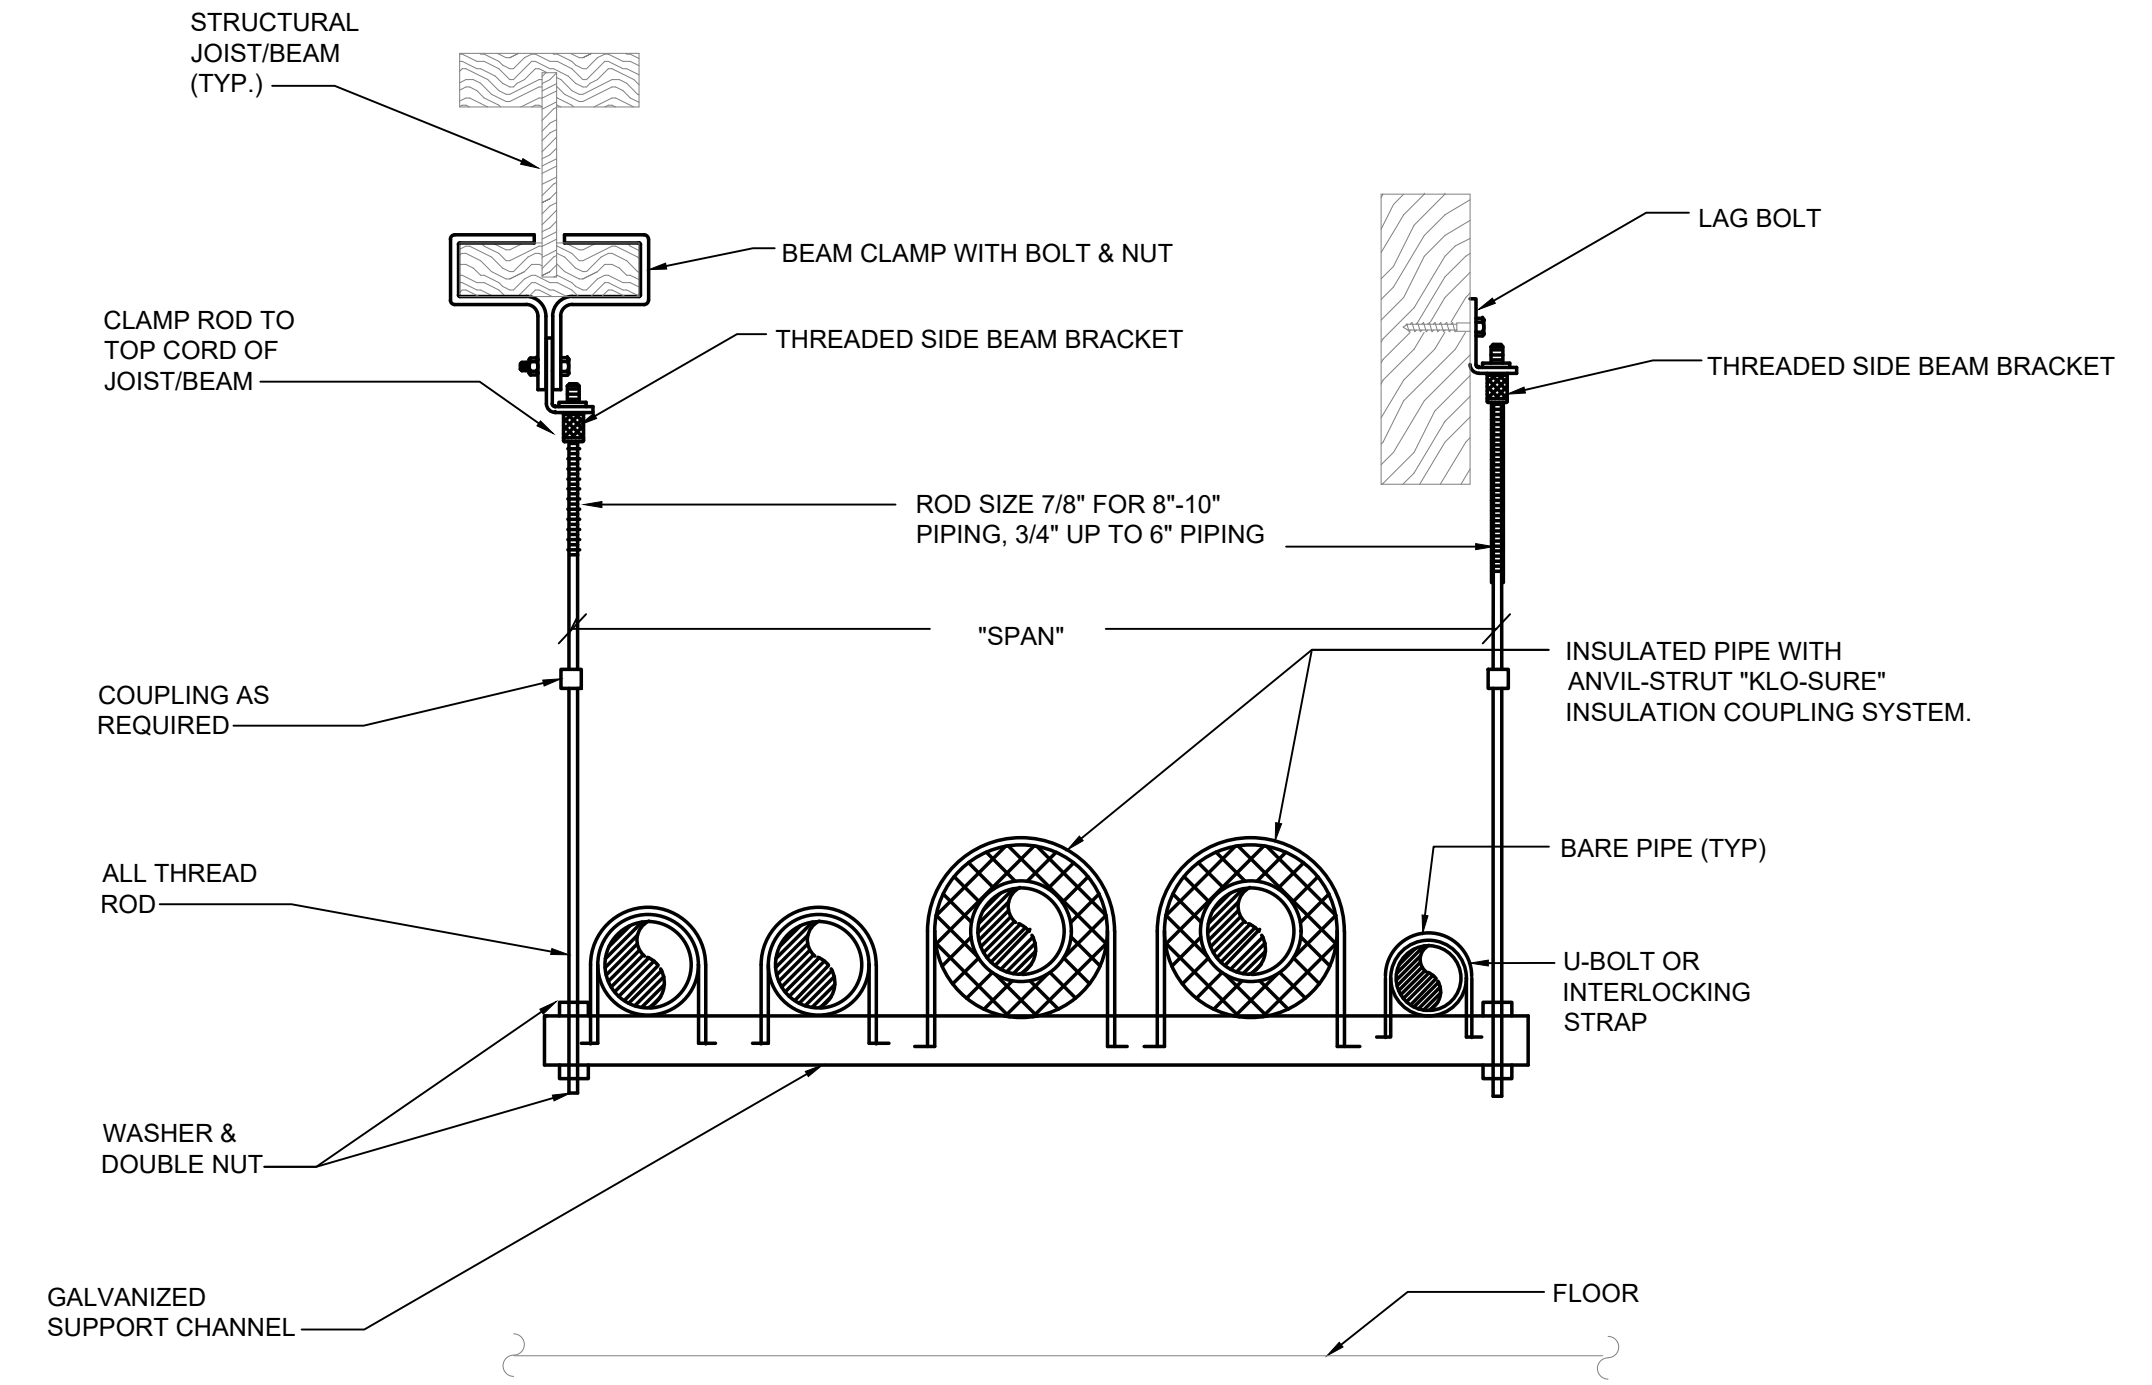 STRUCTURAL
JOIST/BEAM
(TYP.)
LAG BOLT
BEAM CLAMP WITH BOLT & NUT
CLAMP ROD TO
TOP CORD OF
JOIST/BEAM
THREADED SIDE BEAM BRACKET
THREADED SIDE BEAM BRACKET
ROD SIZE 7/8" FOR 8"-10"
PIPING, 3/4" UP TO 6" PIPING
"SPAN"
INSULATED PIPE WITH
ANVIL-STRUT "KLO-SURE"
INSULATION COUPLING SYSTEM.
COUPLING AS
REQUIRED
BARE PIPE (TYP)
ALL THREAD
ROD
U-BOLT OR
INTERLOCKING
STRAP
WASHER &
DOUBLE NUT
GALVANIZED
SUPPORT CHANNEL
FLOOR